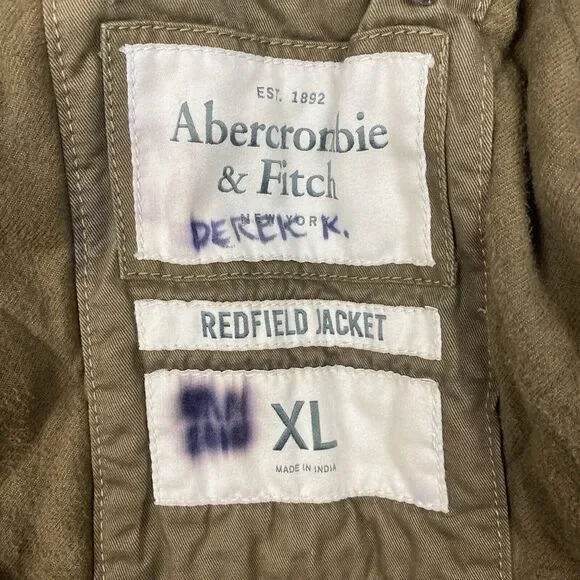 EST. 1892
Abercrombie
& Fitch
NEW YORK
DEREK K.
REDFIELD JACKET
XL
MADE IN INDIA